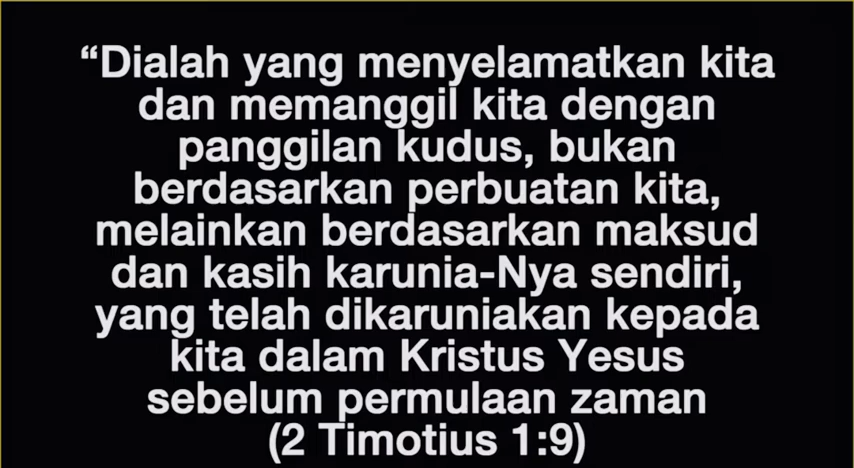 “Dialah yang menyelamatkan kita
dan memanggil kita dengan
panggilan kudus, bukan
berdasarkan perbuatan kita,
melainkan berdasarkan maksud
dan kasih karunia-Nya sendiri,
yang telah dikaruniakan kepada
kita dalam Kristus Yesus
sebelum permulaan zaman
(2 Timotius 1:9)